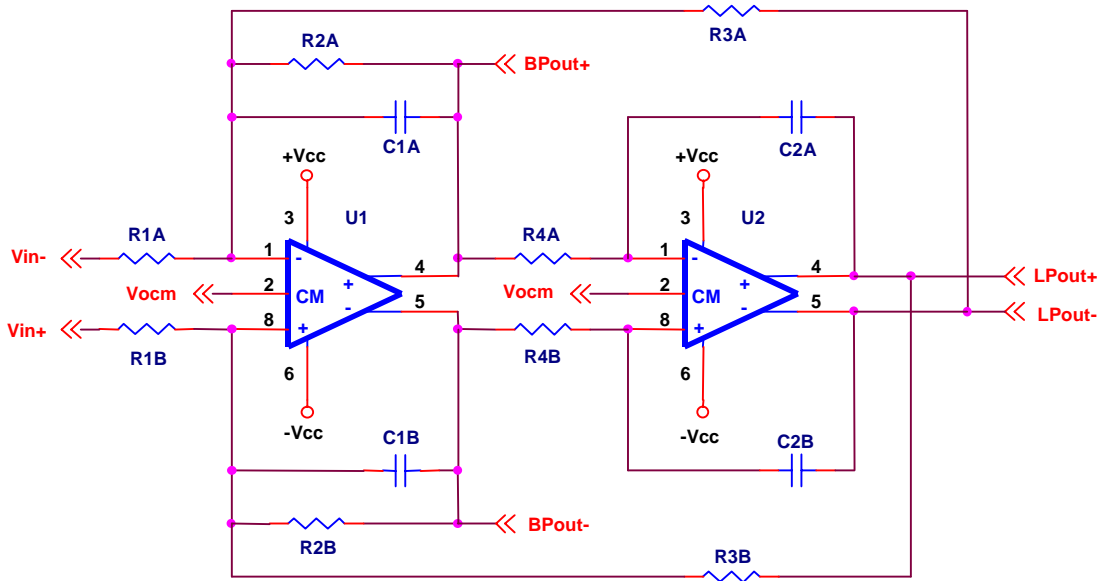 R3A
R2A
BPout+
C1A
C2A
+Vcc
+Vcc
3
U1
3
U2
R1A
R4A
Vin-
1
-
4
1
-
4
LPout+
Vocm
2
CM
+
Vocm
2
CM
+
5
-
5
-
LPout-
Vin+
8
+
8
+
R1B
R4B
6
6
-Vcc
-Vcc
C1B
C2B
BPout-
R2B
R3B